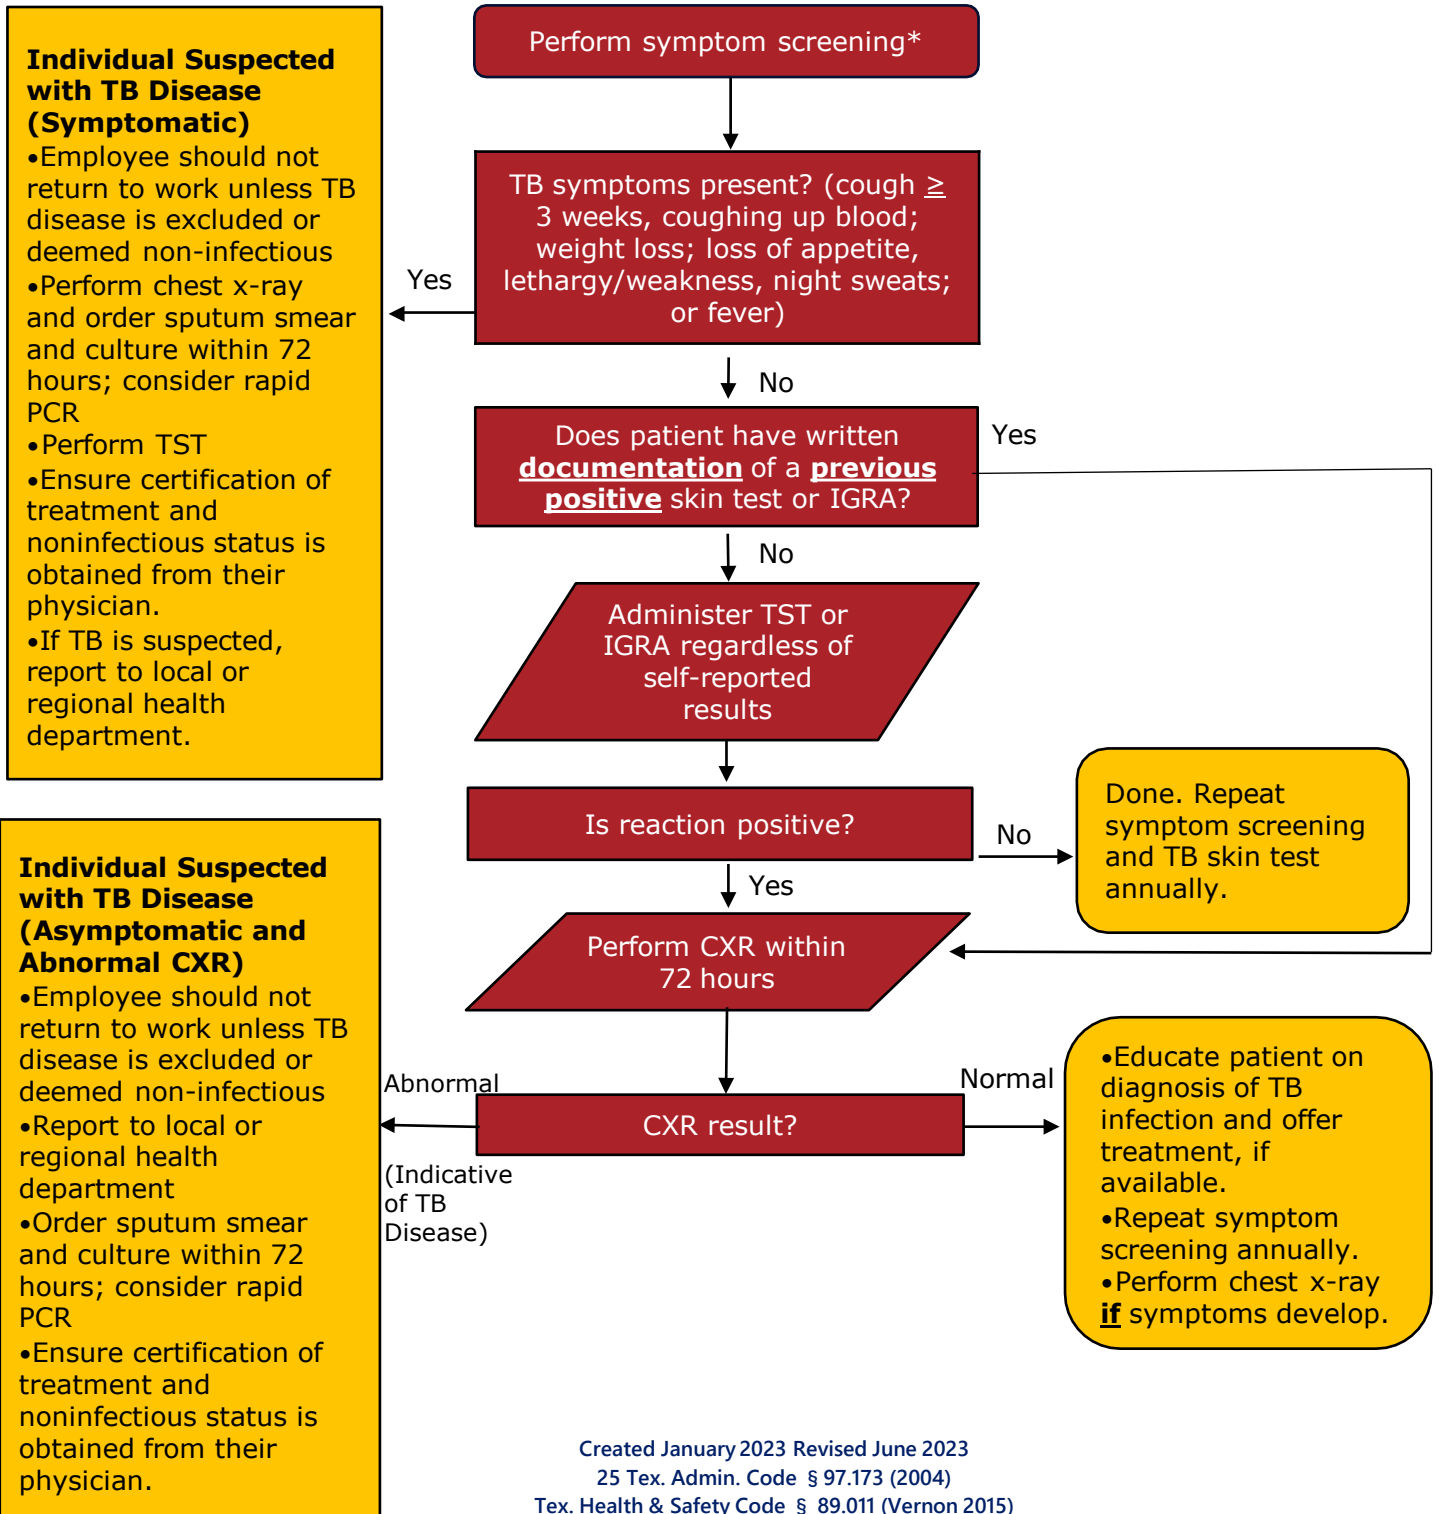 Perform symptom screening*
Individual Suspected
with TB Disease
(Symptomatic)
•Employee should not
return to work unless TB
disease is excluded or
deemed non-infectious
•Perform chest x-ray
and order sputum smear
and culture within 72
hours; consider rapid
PCR
•Perform TST
•Ensure certification of
treatment and
noninfectious status is
obtained from their
physician.
•If TB is suspected,
report to local or
regional health
department.
TB symptoms present? (cough ≥
3 weeks, coughing up blood;
weight loss; loss of appetite,
lethargy/weakness, night sweats;
or fever)
Yes
No
Does patient have written
documentation of a previous
positive skin test or IGRA?
Yes
No
Administer TST or
IGRA regardless of
self-reported
results
Is reaction positive?
No
Done. Repeat
symptom screening
and TB skin test
annually.
Yes
Perform CXR within
72 hours
Individual Suspected
with TB Disease
(Asymptomatic and
Abnormal CXR)
•Employee should not
return to work unless TB
disease is excluded or
deemed non-infectious
•Report to local or
regional health
department
•Order sputum smear
and culture within 72
hours; consider rapid
PCR
•Ensure certification of
treatment and
noninfectious status is
obtained from their
physician.
Abnormal
(Indicative
of TB
Disease)
CXR result?
Normal
•Educate patient on
diagnosis of TB
infection and offer
treatment, if
available.
•Repeat symptom
screening annually.
•Perform chest x-ray
if symptoms develop.
Created January 2023 Revised June 2023
25 Tex. Admin. Code § 97.173 (2004)
Tex. Health & Safety Code § 89.011 (Vernon 2015)